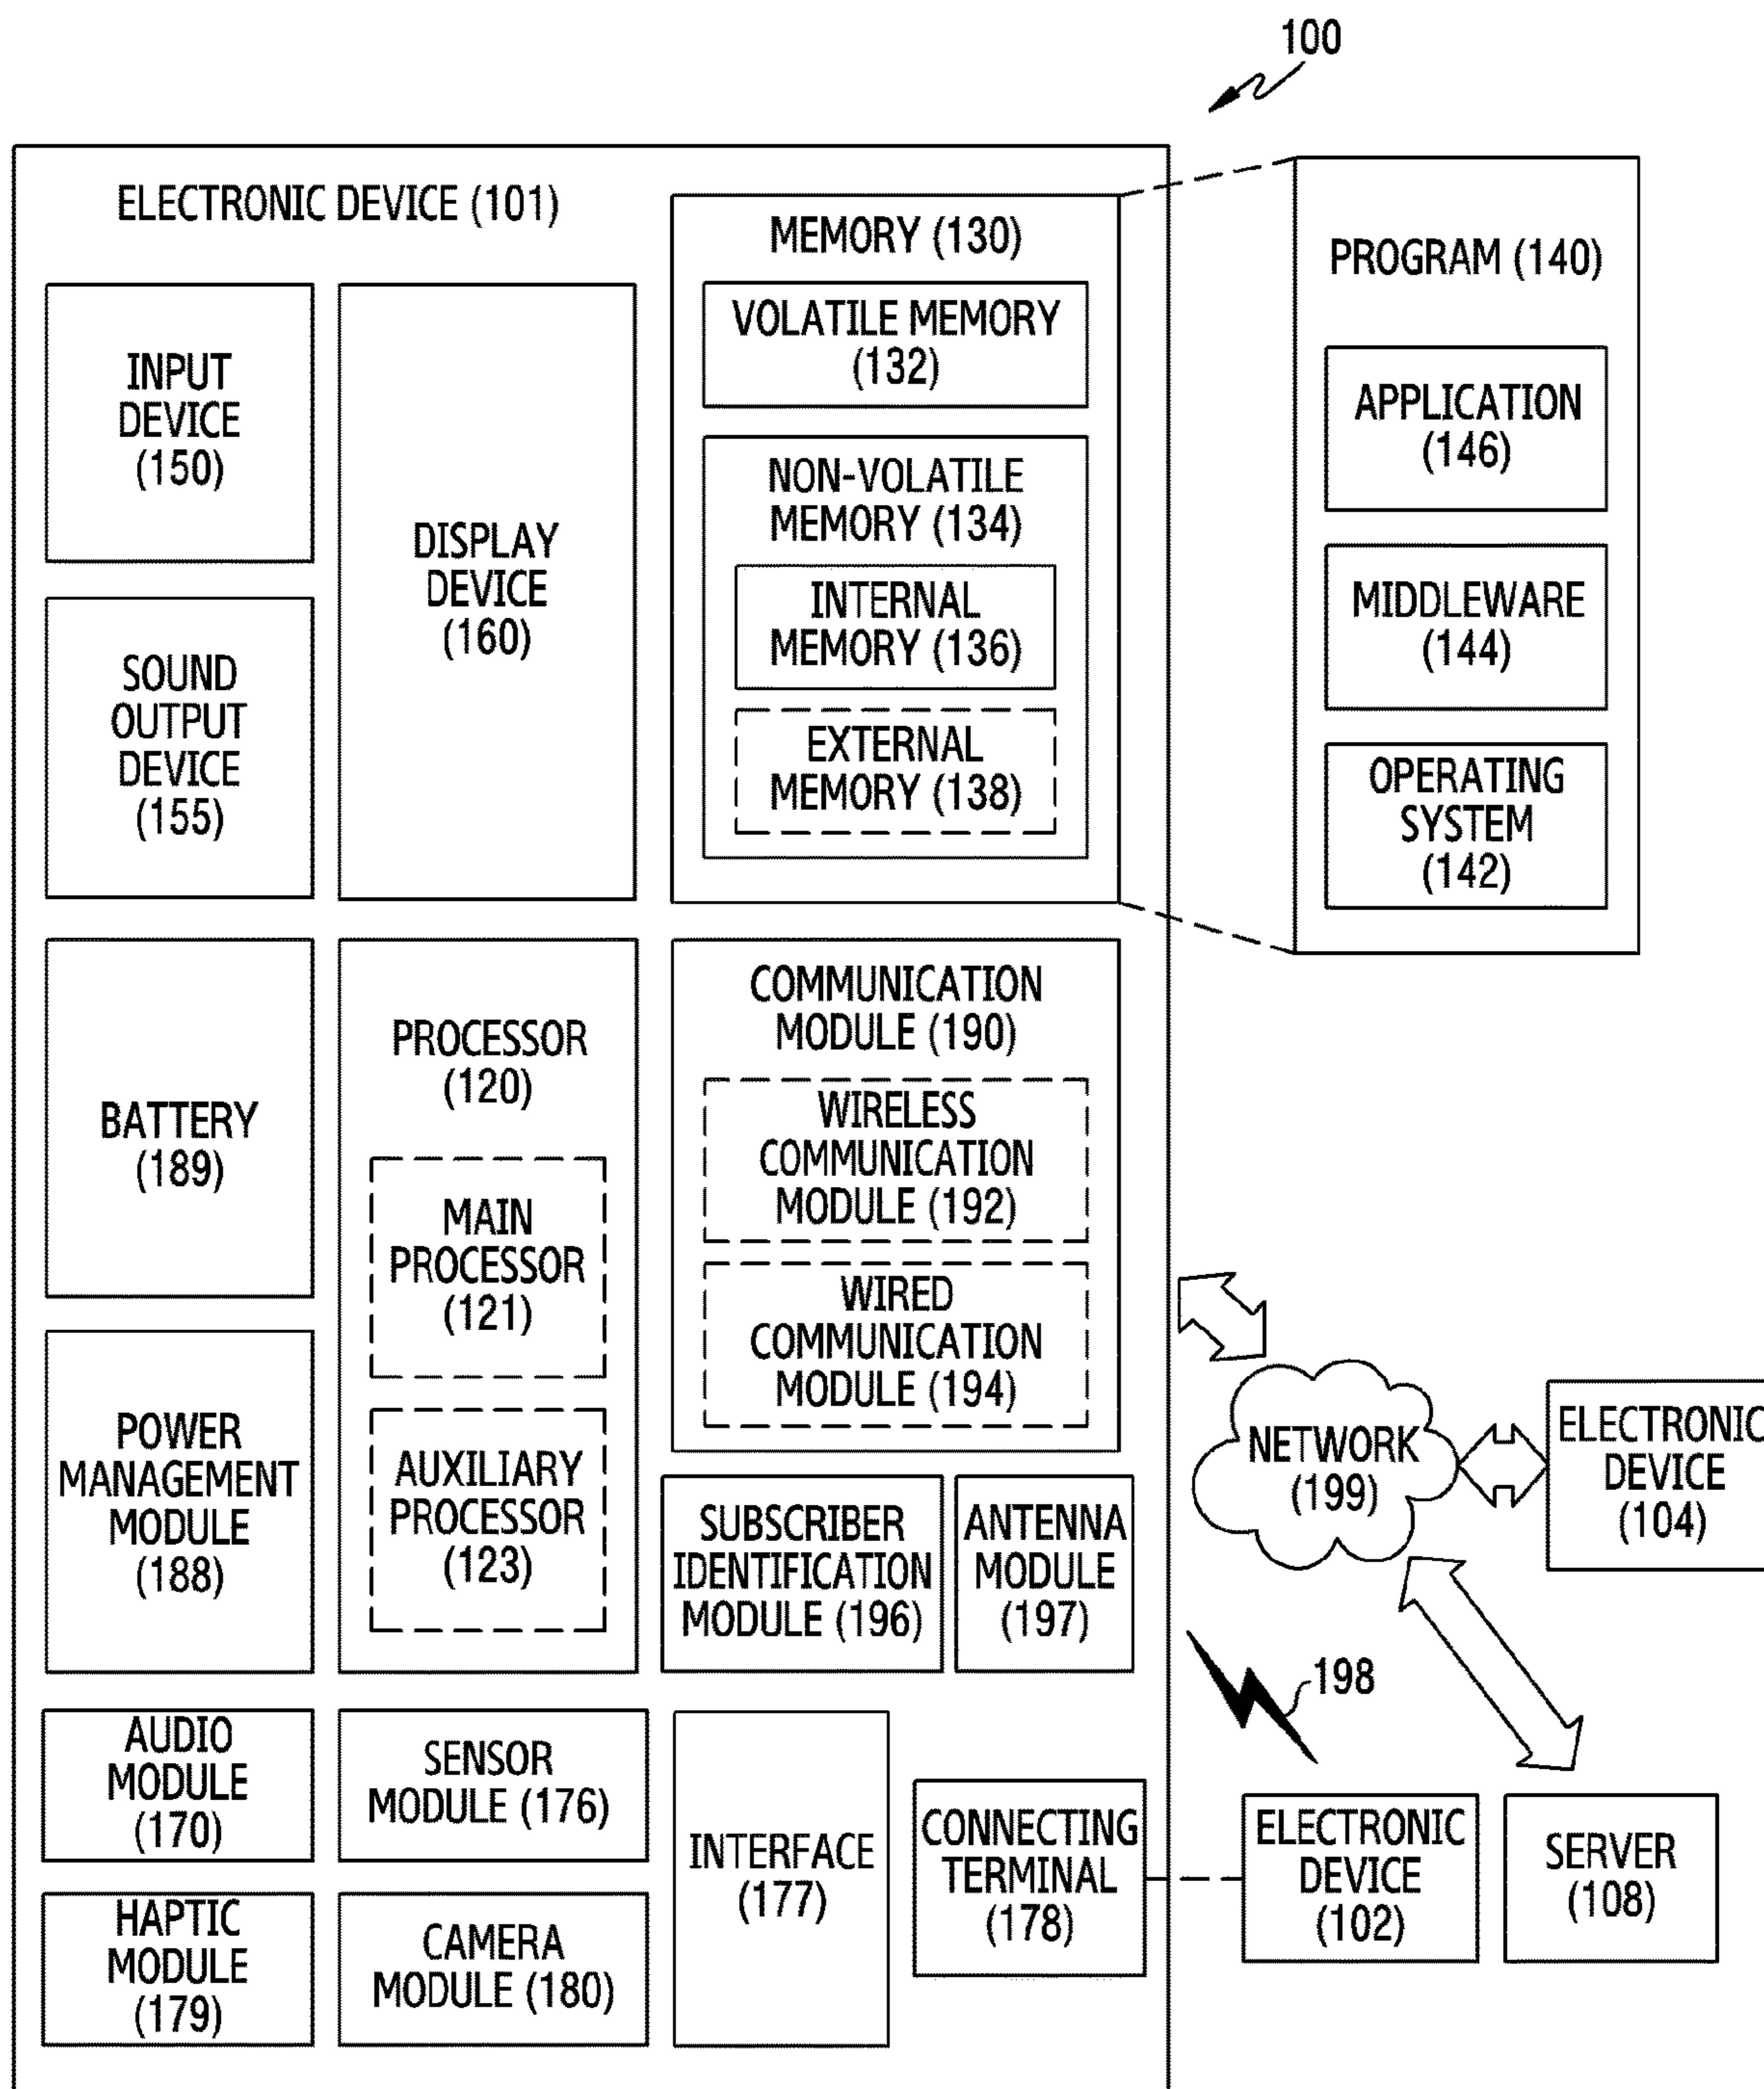 100
ELECTRONIC DEVICE (101)
INPUT
DEVICE
(150)
SOUND
OUTPUT
DEVICE
(155)
DISPLAY
DEVICE
(160)
MEMORY (130)
VOLATILE MEMORY
(132)
NON-VOLATILE
MEMORY (134)
INTERNAL
MEMORY (136)
EXTERNAL
MEMORY (138)
PROGRAM (140)
APPLICATION
(146)
MIDDLEWARE
(144)
OPERATING
SYSTEM
(142)
BATTERY
(189)
POWER
MANAGEMENT
MODULE
(188)
PROCESSOR
(120)
MAIN
PROCESSOR
(121)
AUXILIARY
PROCESSOR
(123)
COMMUNICATION
MODULE (190)
WIRELESS
COMMUNICATION
MODULE (192)
WIRED
COMMUNICATION
MODULE (194)
SUBSCRIBER
IDENTIFICATION
MODULE (196)
ANTENNA
MODULE
(197)
NETWORK
(199)
ELECTRONIC
DEVICE
(104)
198
AUDIO
MODULE
(170)
SENSOR
MODULE (176)
HAPTIC
MODULE
(179)
CAMERA
MODULE (180)
INTERFACE
(177)
CONNECTING
TERMINAL
(178)
ELECTRONIC
DEVICE
(102)
SERVER
(108)